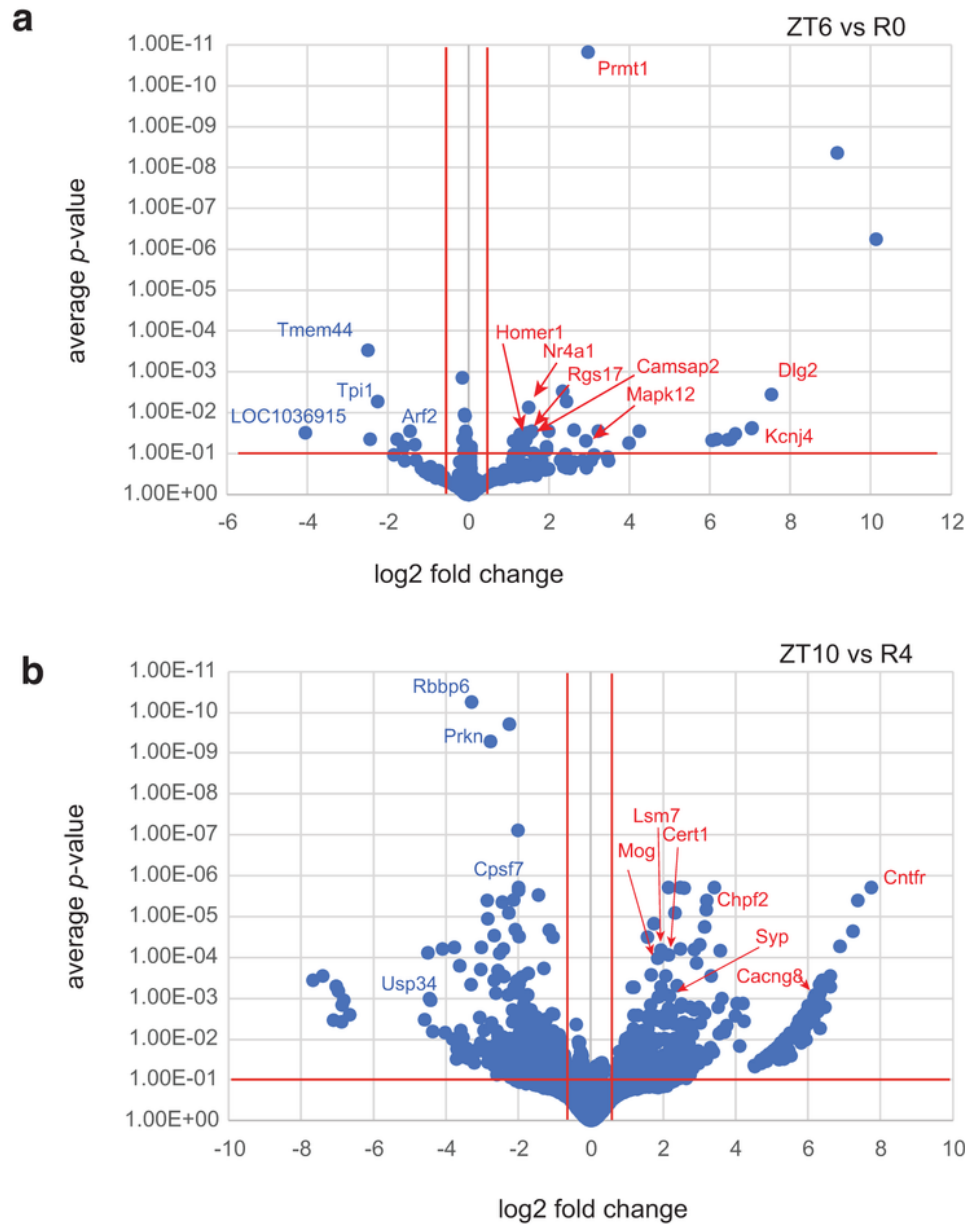 a
ZT6 vs R0
1.00E-11
1.00E-10
1.00E-09
1.00E-08
1.00E-07
1.00E-06
1.00E-05
1.00E-04
1.00E-03
1.00E-02
1.00E-01
1.00E+00
average p-value
Prmt1
Tmem44
Homer1
Nr4a1
Rgs17
Camsap2
Dlg2
Tpi1
Mapk12
LOC1036915
Arf2
Kcnj4
-6 -4 -2 0 2 4 6 8 10 12
log2 fold change
b
ZT10 vs R4
1.00E-11
1.00E-10
1.00E-09
1.00E-08
1.00E-07
1.00E-06
1.00E-05
1.00E-04
1.00E-03
1.00E-02
1.00E-01
1.00E+00
average p-value
Rbbp6
Prkn
Lsm7
Cert1
Mog
Cpsf7
Cntfr
Chpf2
Syp
Cacng8
Usp34
-10 -8 -6 -4 -2 0 2 4 6 8 10
log2 fold change